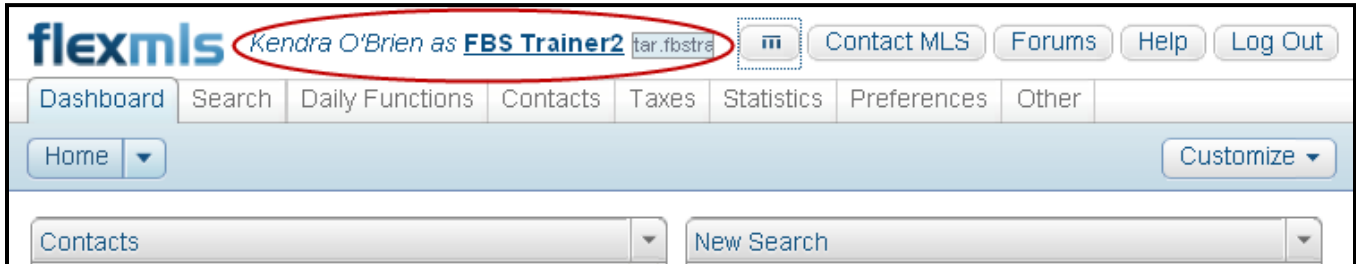 flexmls Kendra O'Brien as FBS Trainer2 tar.fbstra Contact MLS Forums Help Log Out
Dashboard Search Daily Functions Contacts Taxes Statistics Preferences Other
Home Customize
Contacts New Search